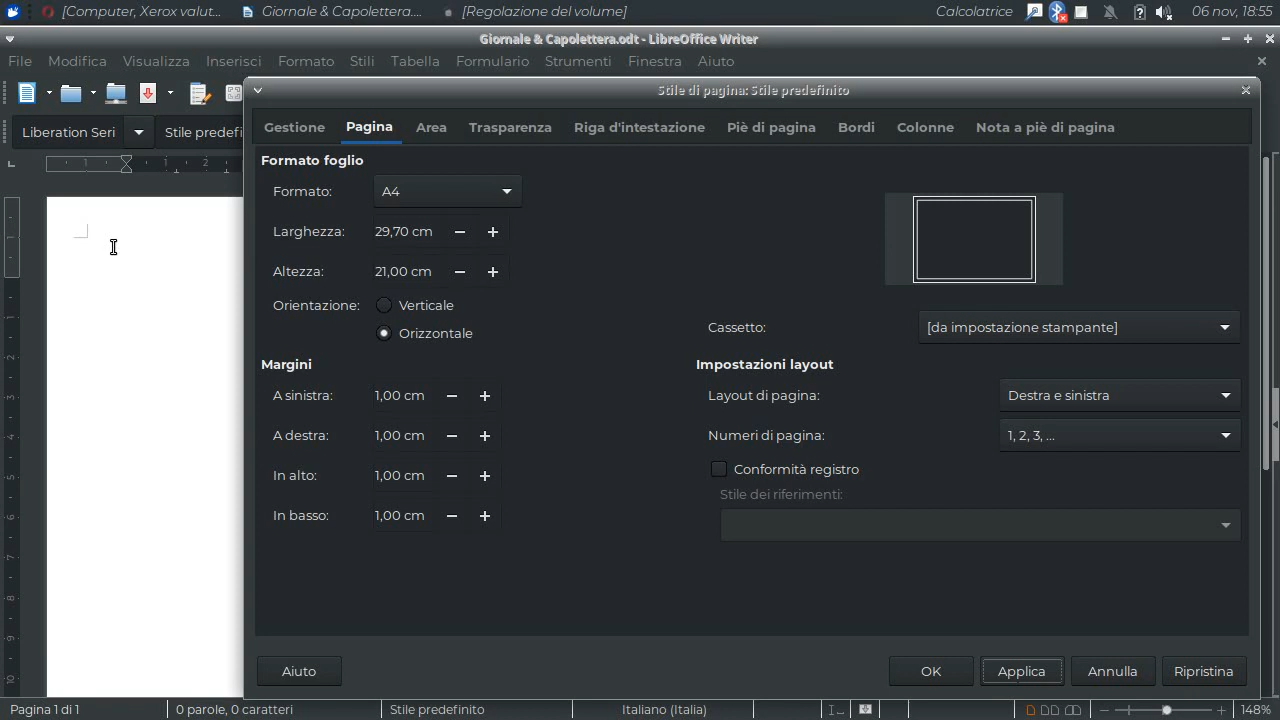 [Computer, Xerox valut... Giornale & Capolettera.... [Regolazione del volume] Calcolatrice 06 nov, 18:55
Giornale & Capolettera.odt - LibreOffice Writer
File Modifica Visualizza Inserisci Formato Stili Tabella Formulario Strumenti Finestra Aiuto
Stile di pagina: Stile predefinito
Liberation Seri Stile predefi
Gestione Pagina Area Trasparenza Riga d'intestazione Piè di pagina Bordi Colonne Nota a piè di pagina
Formato foglio
Formato: A4
Larghezza: 29,70 cm
Altezza: 21,00 cm
Orientazione: Verticale
Orizzontale
Cassetto: [da impostazione stampante]
Margini
A sinistra: 1,00 cm
A destra: 1,00 cm
In alto: 1,00 cm
In basso: 1,00 cm
Impostazioni layout
Layout di pagina: Destra e sinistra
Numeri di pagina: 1, 2, 3, ...
Conformità registro
Stile dei riferimenti:
Aiuto OK Applica Annulla Ripristina
Pagina 1 di 1 0 parole, 0 caratteri Stile predefinito Italiano (Italia) 148%